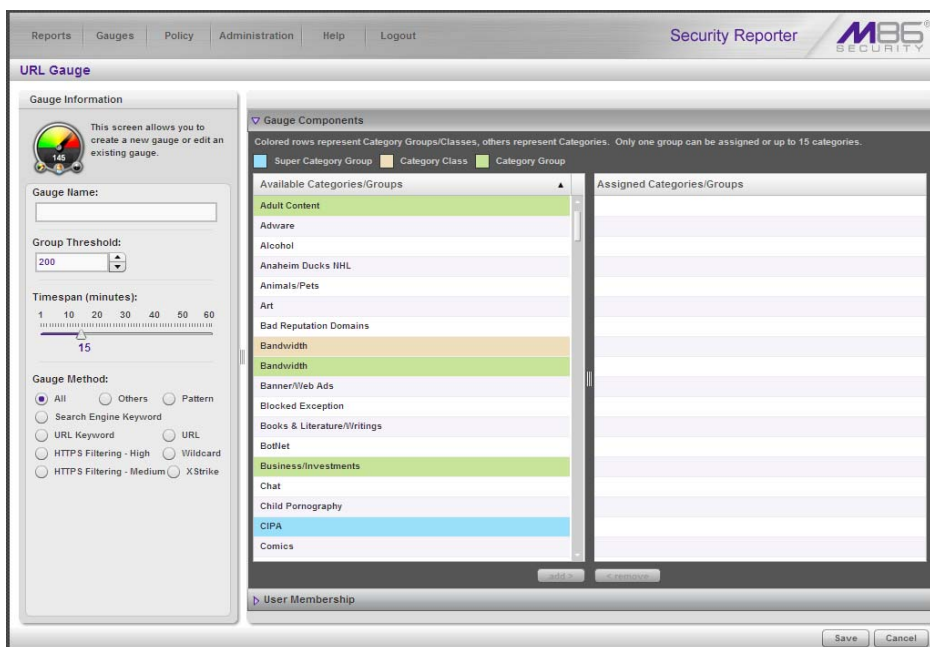 Reports Gauges Policy Administration Help Logout
Security Reporter
M86®
SECURITY
URL Gauge
Gauge Information
This screen allows you to
create a new gauge or edit an
existing gauge.
145
Gauge Name:
Group Threshold:
200
Timespan (minutes):
1 10 20 30 40 50 60
15
Gauge Method:
All Others Pattern
Search Engine Keyword
URL Keyword URL
HTTPS Filtering - High Wildcard
HTTPS Filtering - Medium XStrike
Gauge Components
Colored rows represent Category Groups/Classes, others represent Categories. Only one group can be assigned or up to 15 categories.
Super Category Group Category Class Category Group
Available Categories/Groups
Adult Content
Adware
Alcohol
Anaheim Ducks NHL
Animals/Pets
Art
Bad Reputation Domains
Bandwidth
Bandwidth
Banner/Web Ads
Blocked Exception
Books & Literature/Writings
BotNet
Business/Investments
Chat
Child Pornography
CIPA
Comics
Assigned Categories/Groups
add > < remove
User Membership
Save Cancel